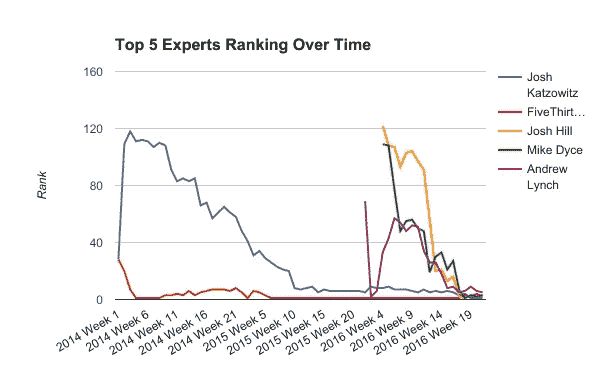 Top 5 Experts Ranking Over Time
160
120
80
40
0
Rank
2014 Week 1
2014 Week 6
2014 Week 11
2014 Week 16
2014 Week 21
2015 Week 5
2015 Week 10
2015 Week 15
2015 Week 20
2016 Week 4
2016 Week 9
2016 Week 14
2016 Week 19
Josh
Katzowitz
FiveThirt…
Josh Hill
Mike Dyce
Andrew
Lynch